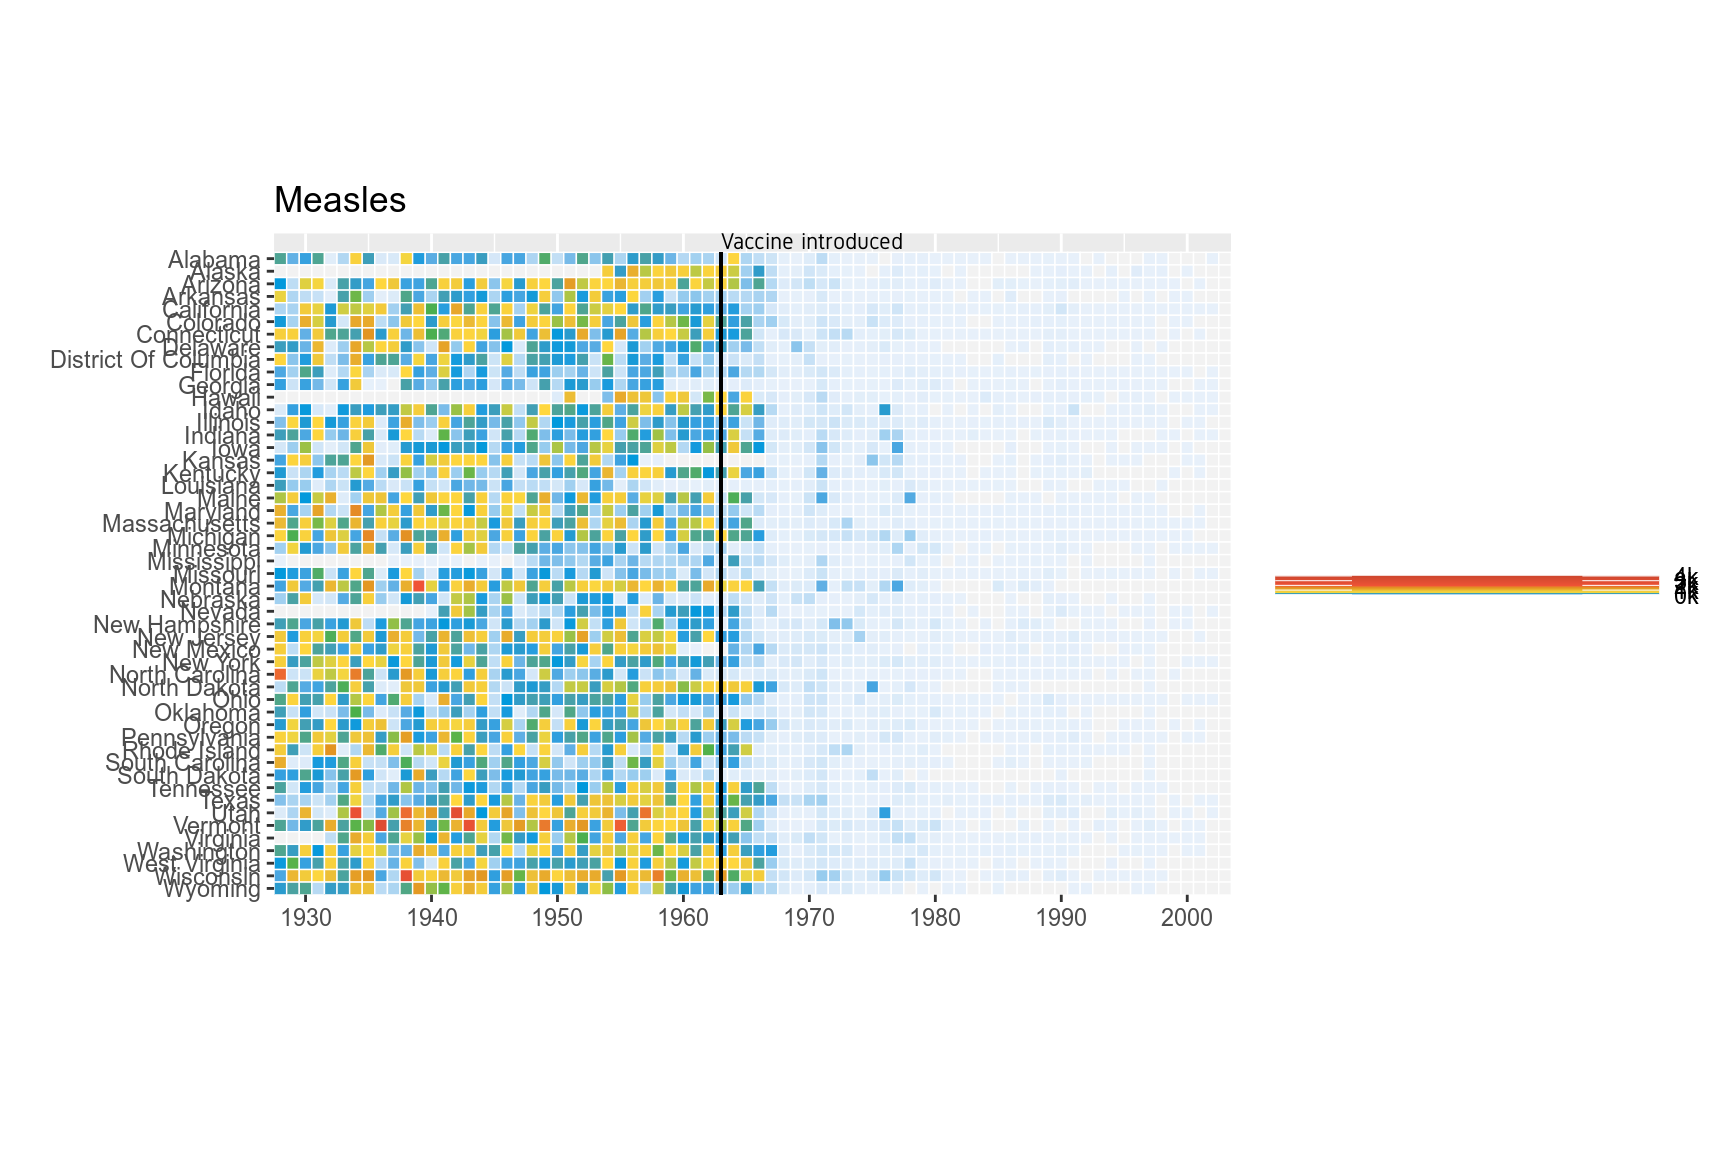 Measles
Vaccine introduced
Alabama
Alaska
Arizona
Arkansas
California
Colorado
Connecticut
Delaware
District Of Columbia
Florida
Georgia
Hawaii
Idaho
Illinois
Indiana
Iowa
Kansas
Kentucky
Louisiana
Maine
Maryland
Massachusetts
Michigan
Minnesota
Mississippi
Missouri
Montana
Nebraska
Nevada
New Hampshire
New Jersey
New Mexico
New York
North Carolina
North Dakota
Ohio
Oklahoma
Oregon
Pennsylvania
Rhode Island
South Carolina
South Dakota
Tennessee
Texas
Utah
Vermont
Virginia
Washington
West Virginia
Wisconsin
Wyoming
1930 1940 1950 1960 1970 1980 1990 2000
4k
0k